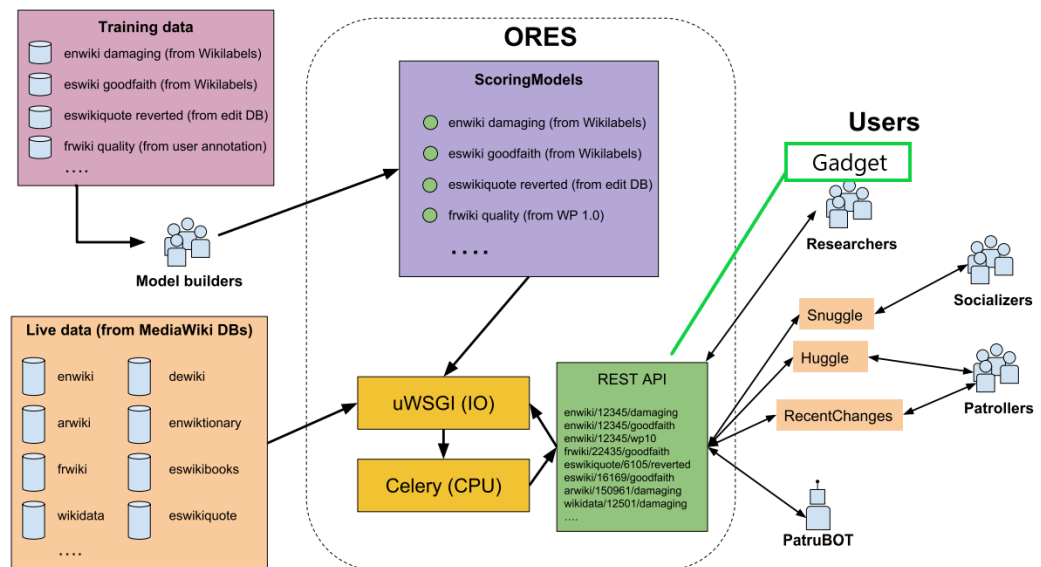 Training data
enwiki damaging (from Wikilabels)
eswiki goodfaith (from Wikilabels)
eswikiquote reverted (from edit DB)
frwiki quality (from user annotation)
....
Model builders
Live data (from MediaWiki DBs)
enwiki
dewiki
arwiki
enwiktionary
frwiki
eswikibooks
wikidata
eswikiquote
....
ORES
ScoringModels
enwiki damaging (from Wikilabels)
eswiki goodfaith (from Wikilabels)
eswikiquote reverted (from edit DB)
frwiki quality (from WP 1.0)
....
uWSGI (IO)
Celery (CPU)
REST API
enwiki/12345/damaging
enwiki/12345/goodfaith
enwiki/12345/wp10
frwiki/22435/goodfaith
eswikiquote/6105/reverted
eswiki/16169/goodfaith
arwiki/150961/damaging
wikidata/12501/damaging
....
Users
Gadget
Researchers
Socializers
Snuggle
Huggle
Patrollers
RecentChanges
PatruBOT